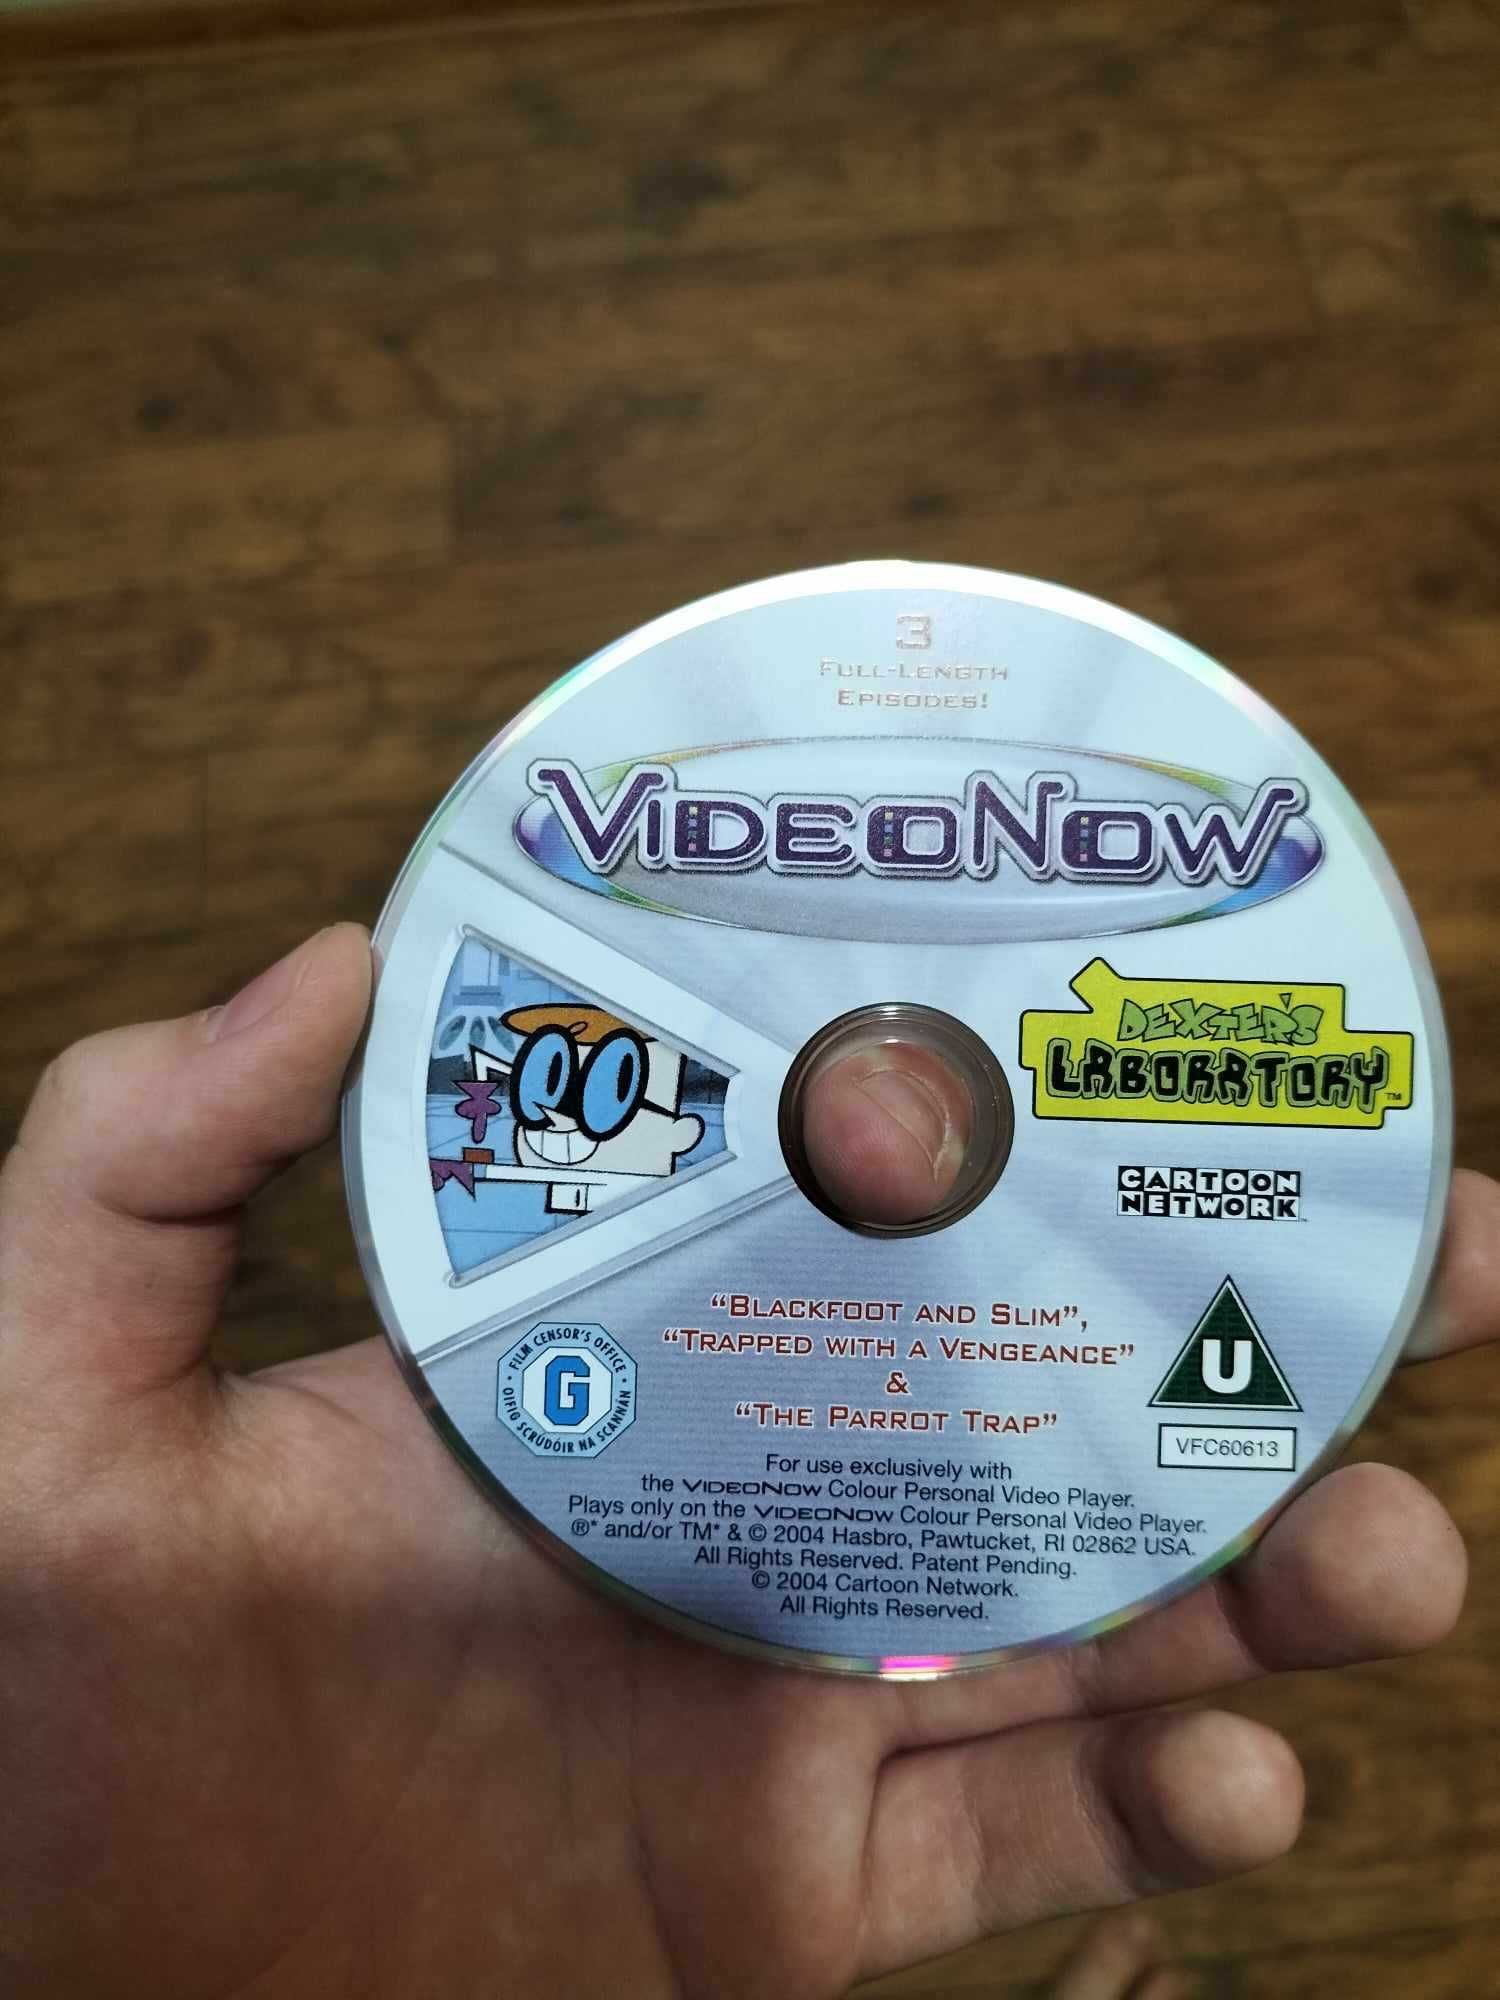 3
FULL-LENGTH
EPISODES!
VIDEONOW
DEXTER'S
LABORATORY™
CARTOON
NETWORK™
"BLACKFOOT AND SLIM",
"TRAPPED WITH A VENGEANCE"
&
"THE PARROT TRAP"
FILM CENSOR'S OFFICE
G
OIFIG SCRÚDÓIR NA SCANNÁN
U
VFC60613
For use exclusively with
the VIDEONOW Colour Personal Video Player.
Plays only on the VIDEONOW Colour Personal Video Player.
®* and/or TM* & © 2004 Hasbro, Pawtucket, RI 02862 USA.
All Rights Reserved. Patent Pending.
© 2004 Cartoon Network.
All Rights Reserved.